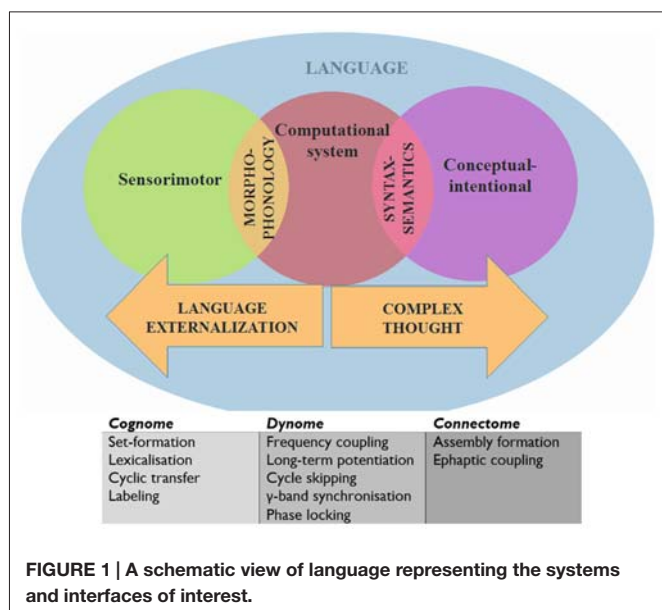 LANGUAGE
Computational
system
Sensorimotor
MORPHO-
PHONOLOGY
SYNTAX-
SEMANTICS
Conceptual-
intentional
LANGUAGE
EXTERNALIZATION
COMPLEX
THOUGHT
Cognome Dynome Connectome
Set-formation Frequency coupling Assembly formation
Lexicalisation Long-term potentiation Ephaptic coupling
Cyclic transfer Cycle skipping
Labeling γ-band synchronisation
Phase locking
FIGURE 1 | A schematic view of language representing the systems
and interfaces of interest.